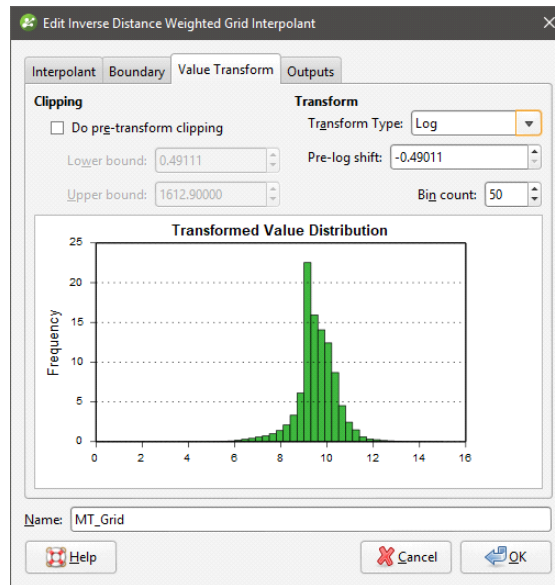 Edit Inverse Distance Weighted Grid Interpolant
Interpolant Boundary Value Transform Outputs
Clipping
Do pre-transform clipping
Lower bound: 0.49111
Upper bound: 1612.90000
Transform
Transform Type: Log
Pre-log shift: -0.49011
Bin count: 50
Transformed Value Distribution
Frequency
25
20
15
10
5
0
0 2 4 6 8 10 12 14 16
Name: MT_Grid
Help Cancel OK